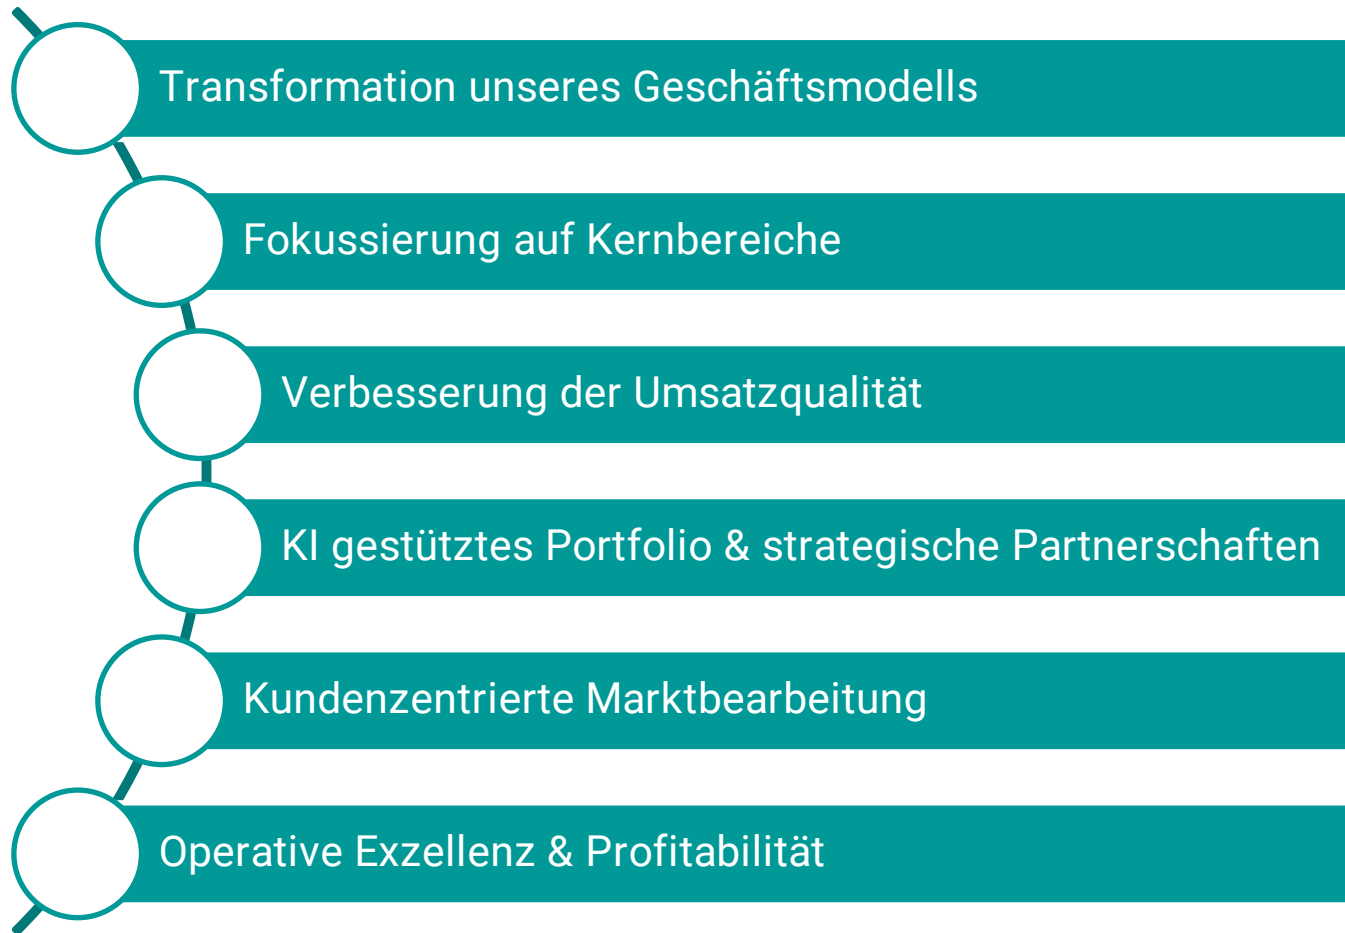 Transformation unseres Geschäftsmodells
Fokussierung auf Kernbereiche
Verbesserung der Umsatzqualität
KI gestütztes Portfolio & strategische Partnerschaften
Kundenzentrierte Marktbearbeitung
Operative Exzellenz & Profitabilität